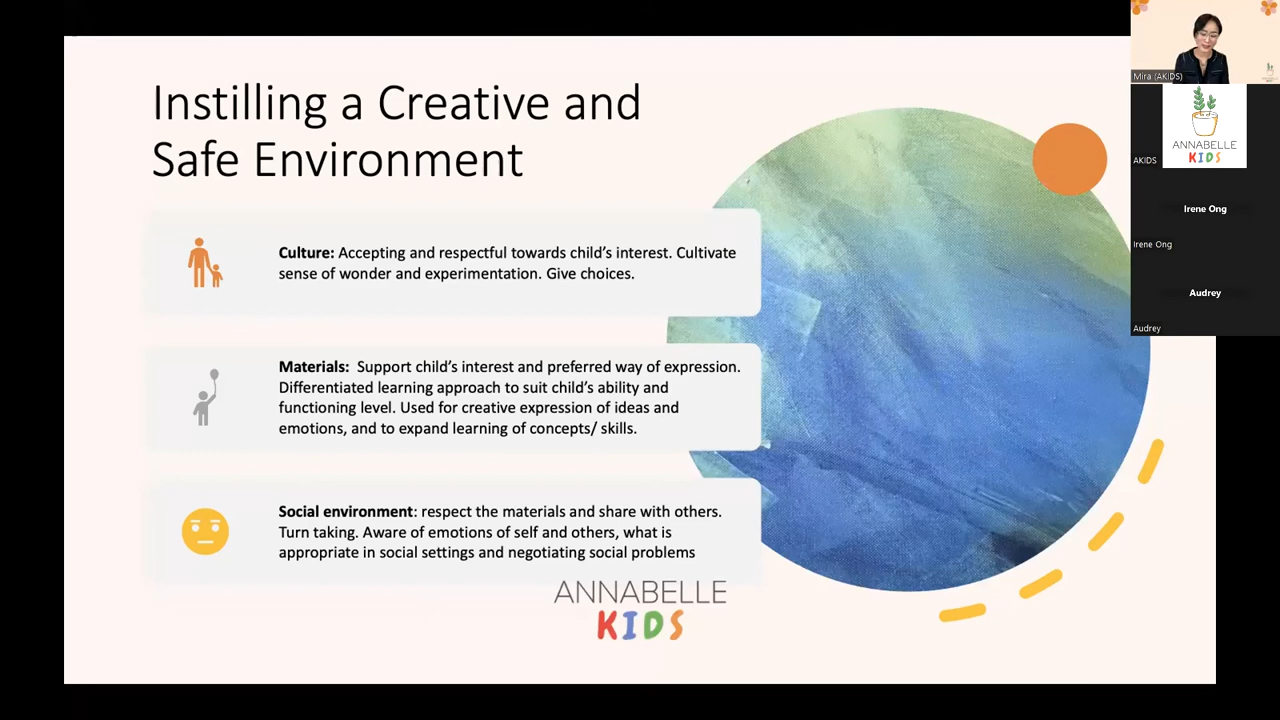 Instilling a Creative and
Safe Environment
Culture: Accepting and respectful towards child's interest. Cultivate
sense of wonder and experimentation. Give choices.
Materials: Support child's interest and preferred way of expression.
Differentiated learning approach to suit child's ability and
functioning level. Used for creative expression of ideas and
emotions, and to expand learning of concepts/ skills.
Social environment: respect the materials and share with others.
Turn taking. Aware of emotions of self and others, what is
appropriate in social settings and negotiating social problems
ANNABELLE
KIDS
Mira (AKIDS)
ANNABELLE
KIDS
AKIDS
Irene Ong
Irene Ong
Audrey
Audrey